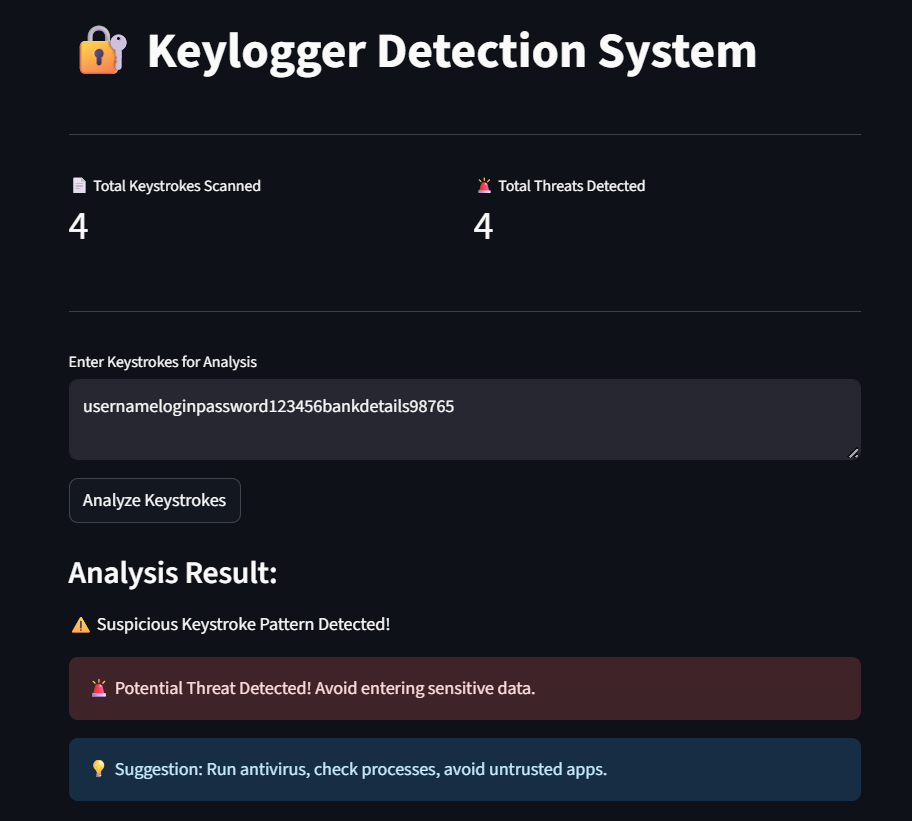 🔐 Keylogger Detection System
📄 Total Keystrokes Scanned
4
🚨 Total Threats Detected
4
Enter Keystrokes for Analysis
usernameloginpassword123456bankdetails98765
Analyze Keystrokes
Analysis Result:
⚠️ Suspicious Keystroke Pattern Detected!
🚨 Potential Threat Detected! Avoid entering sensitive data.
💡 Suggestion: Run antivirus, check processes, avoid untrusted apps.